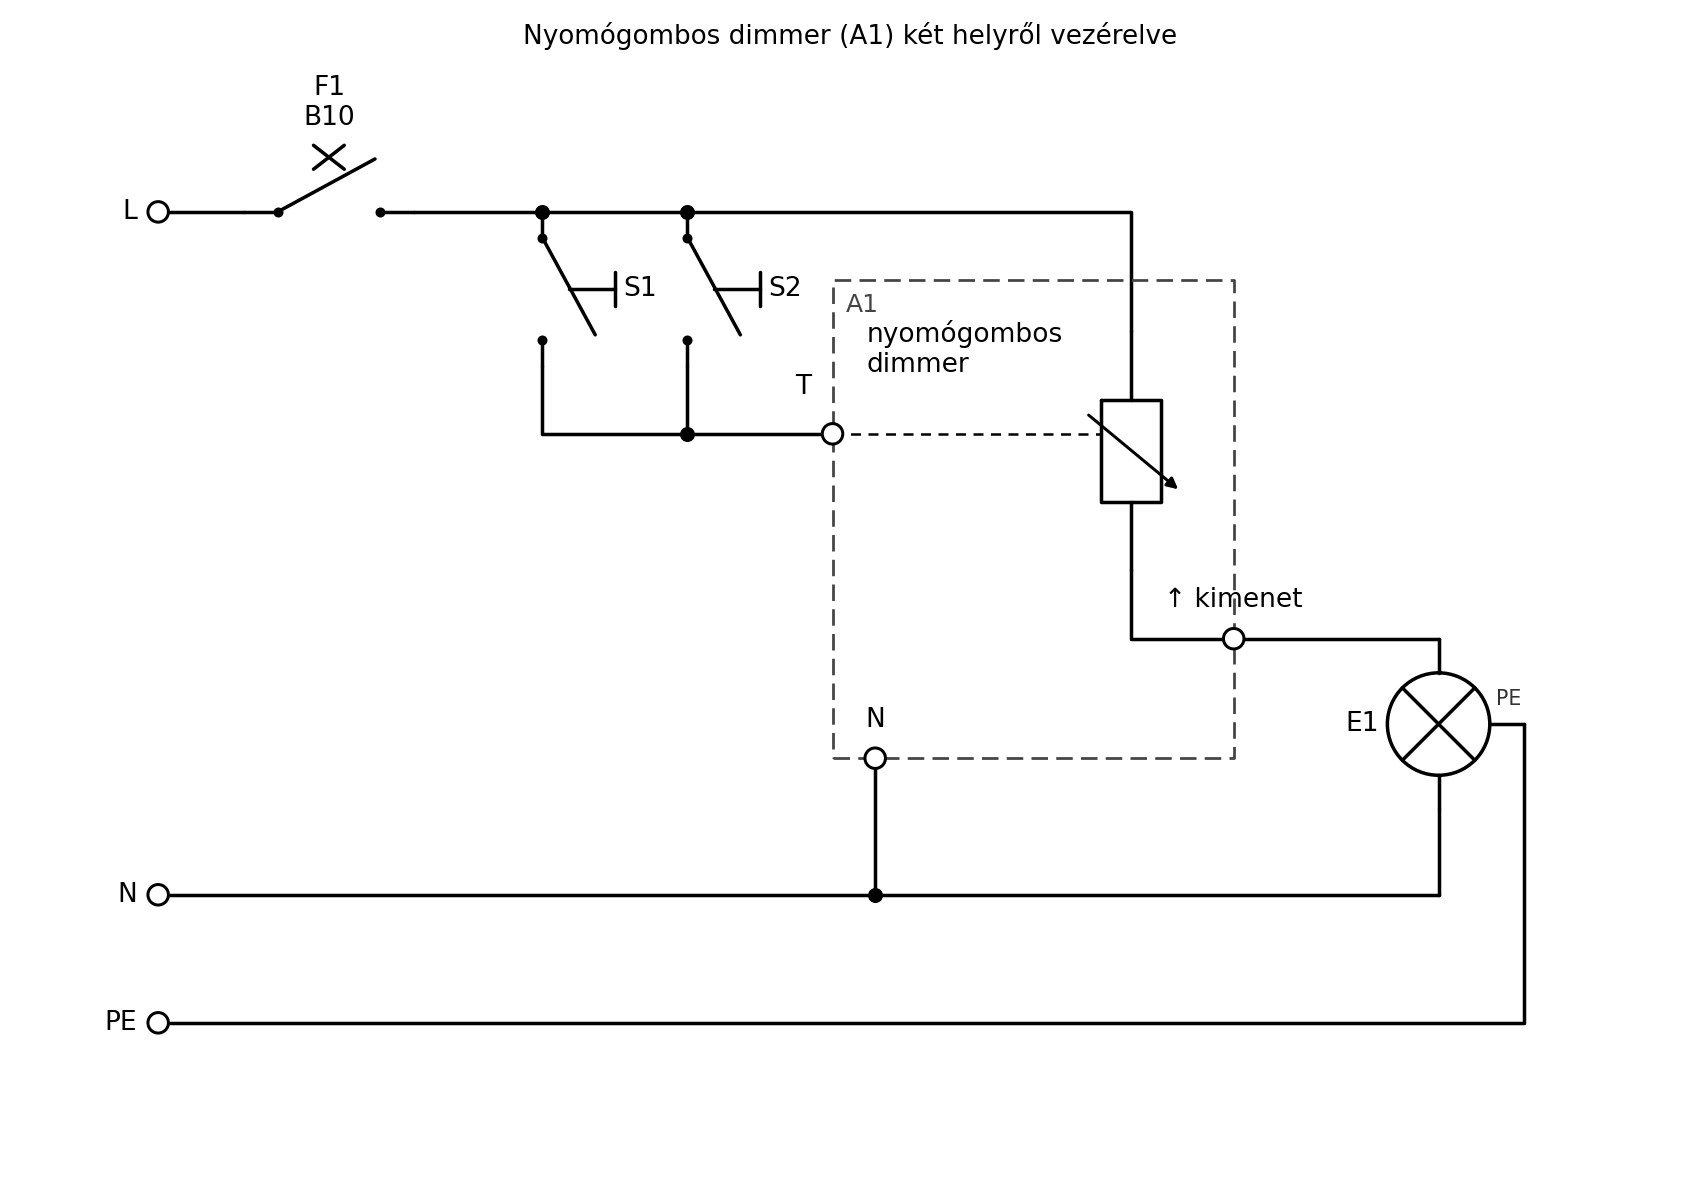 Nyomógombos dimmer (A1) két helyről vezérelve
F1
B10
L
S1
S2
A1
nyomógombos
dimmer
T
↑ kimenet
PE
N
E1
N
PE